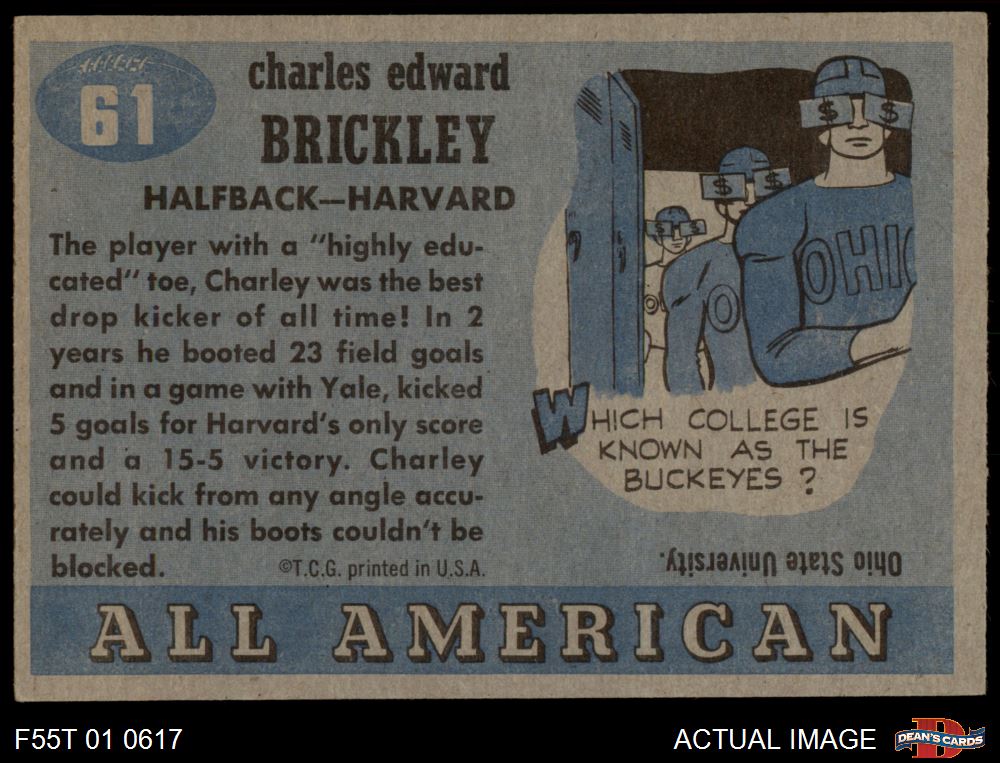 61
charles edward
BRICKLEY
HALFBACK—HARVARD
The player with a "highly edu-
cated" toe, Charley was the best
drop kicker of all time! In 2
years he booted 23 field goals
and in a game with Yale, kicked
5 goals for Harvard's only score
and a 15-5 victory. Charley
could kick from any angle accu-
rately and his boots couldn't be
blocked.
©T.C.G. printed in U.S.A.
$ $
$ $
$ $
O
O
OHIO
WHICH COLLEGE IS
KNOWN AS THE
BUCKEYES ?
Ohio State University.
ALL AMERICAN
F55T 01 0617
ACTUAL IMAGE
D
DEAN'S CARDS